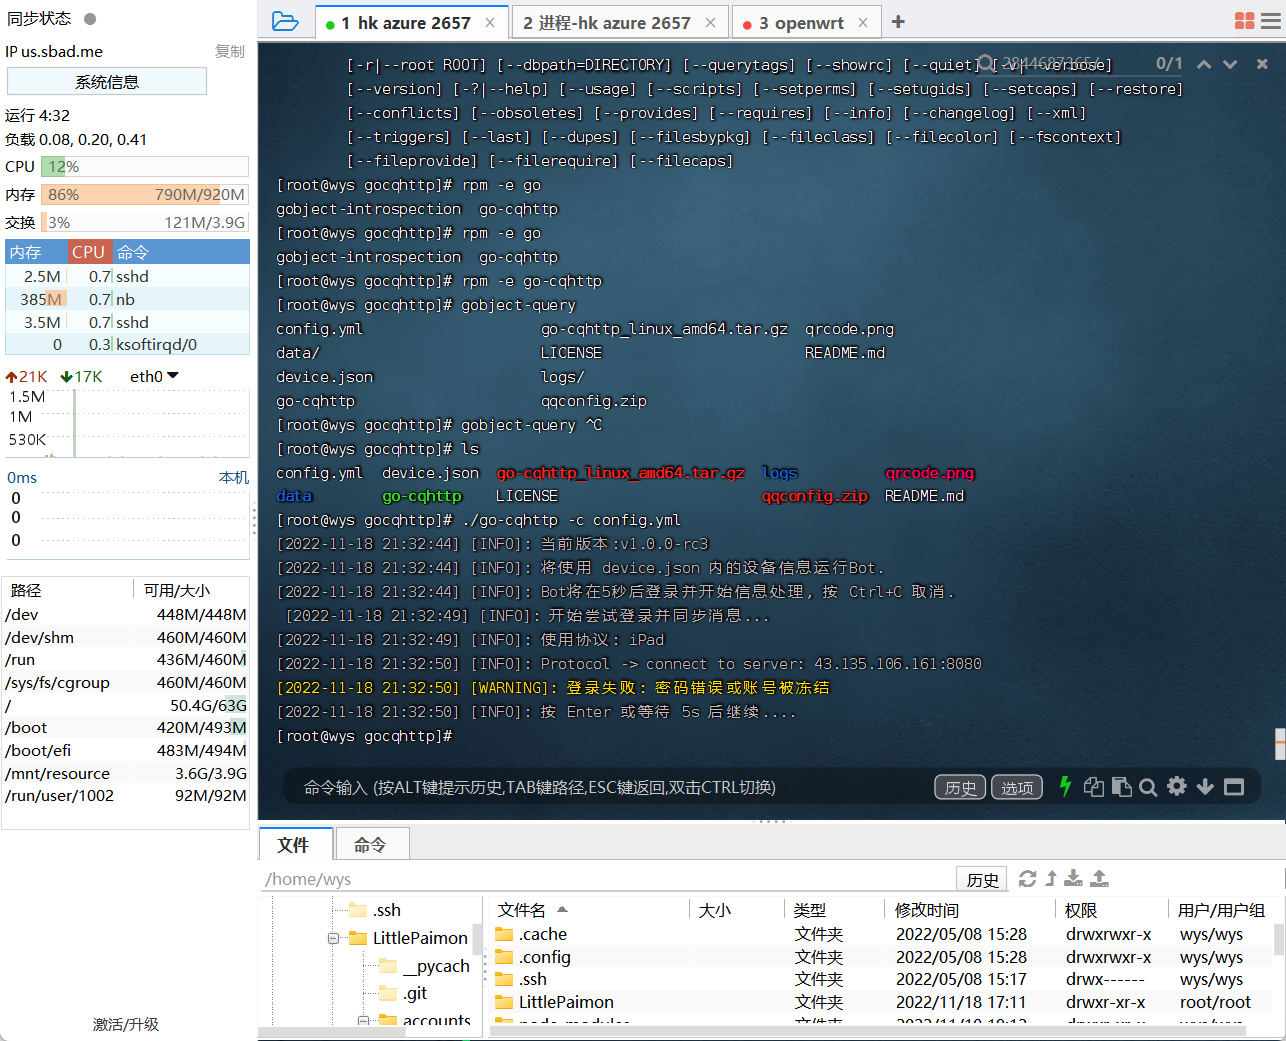 同步状态
IP us.sbad.me
复制
系统信息
运行 4:32
负载 0.08, 0.20, 0.41
CPU 12%
内存 86% 790M/920M
交换 3% 121M/3.9G
内存 CPU 命令
2.5M 0.7 sshd
385M 0.7 nb
3.5M 0.7 sshd
0 0.3 ksoftirqd/0
21K 17K eth0
1.5M
1M
530K
0ms 本机
0
0
0
路径 可用/大小
/dev 448M/448M
/dev/shm 460M/460M
/run 436M/460M
/sys/fs/cgroup 460M/460M
/ 50.4G/63G
/boot 420M/493M
/boot/efi 483M/494M
/mnt/resource 3.6G/3.9G
/run/user/1002 92M/92M
激活/升级
1 hk azure 2657 ×
2 进程-hk azure 2657 ×
3 openwrt ×
+
0/1
[-r|--root ROOT] [--dbpath=DIRECTORY] [--querytags] [--showrc] [--quiet] [-v|--verbose]
[--version] [-?|--help] [--usage] [--scripts] [--setperms] [--setugids] [--setcaps] [--restore]
[--conflicts] [--obsoletes] [--provides] [--requires] [--info] [--changelog] [--xml]
[--triggers] [--last] [--dupes] [--filesbypkg] [--fileclass] [--filecolor] [--fscontext]
[--fileprovide] [--filerequire] [--filecaps]
[root@wys gocqhttp]# rpm -e go
gobject-introspection go-cqhttp
[root@wys gocqhttp]# rpm -e go
gobject-introspection go-cqhttp
[root@wys gocqhttp]# rpm -e go-cqhttp
[root@wys gocqhttp]# gobject-query
config.yml go-cqhttp_linux_amd64.tar.gz qrcode.png
data/ LICENSE README.md
device.json logs/
go-cqhttp qqconfig.zip
[root@wys gocqhttp]# gobject-query ^C
[root@wys gocqhttp]# ls
config.yml device.json go-cqhttp_linux_amd64.tar.gz logs qrcode.png
data go-cqhttp LICENSE qqconfig.zip README.md
[root@wys gocqhttp]# ./go-cqhttp -c config.yml
[2022-11-18 21:32:44] [INFO]: 当前版本:v1.0.0-rc3
[2022-11-18 21:32:44] [INFO]: 将使用 device.json 内的设备信息运行Bot.
[2022-11-18 21:32:44] [INFO]: Bot将在5秒后登录并开始信息处理, 按 Ctrl+C 取消.
[2022-11-18 21:32:49] [INFO]: 开始尝试登录并同步消息...
[2022-11-18 21:32:49] [INFO]: 使用协议: iPad
[2022-11-18 21:32:50] [INFO]: Protocol -> connect to server: 43.135.106.161:8080
[2022-11-18 21:32:50] [WARNING]: 登录失败: 密码错误或账号被冻结
[2022-11-18 21:32:50] [INFO]: 按 Enter 或等待 5s 后继续....
[root@wys gocqhttp]#
命令输入 (按ALT键提示历史,TAB键路径,ESC键返回,双击CTRL切换)
历史 选项
文件 命令
/home/wys 历史
.ssh
LittlePaimon
__pycach
.git
accounts
文件名 大小 类型 修改时间 权限 用户/用户组
.cache 文件夹 2022/05/08 15:28 drwxrwxr-x wys/wys
.config 文件夹 2022/05/08 15:28 drwxrwxr-x wys/wys
.ssh 文件夹 2022/05/08 15:17 drwx------ wys/wys
LittlePaimon 文件夹 2022/11/18 17:11 drwxr-xr-x root/root